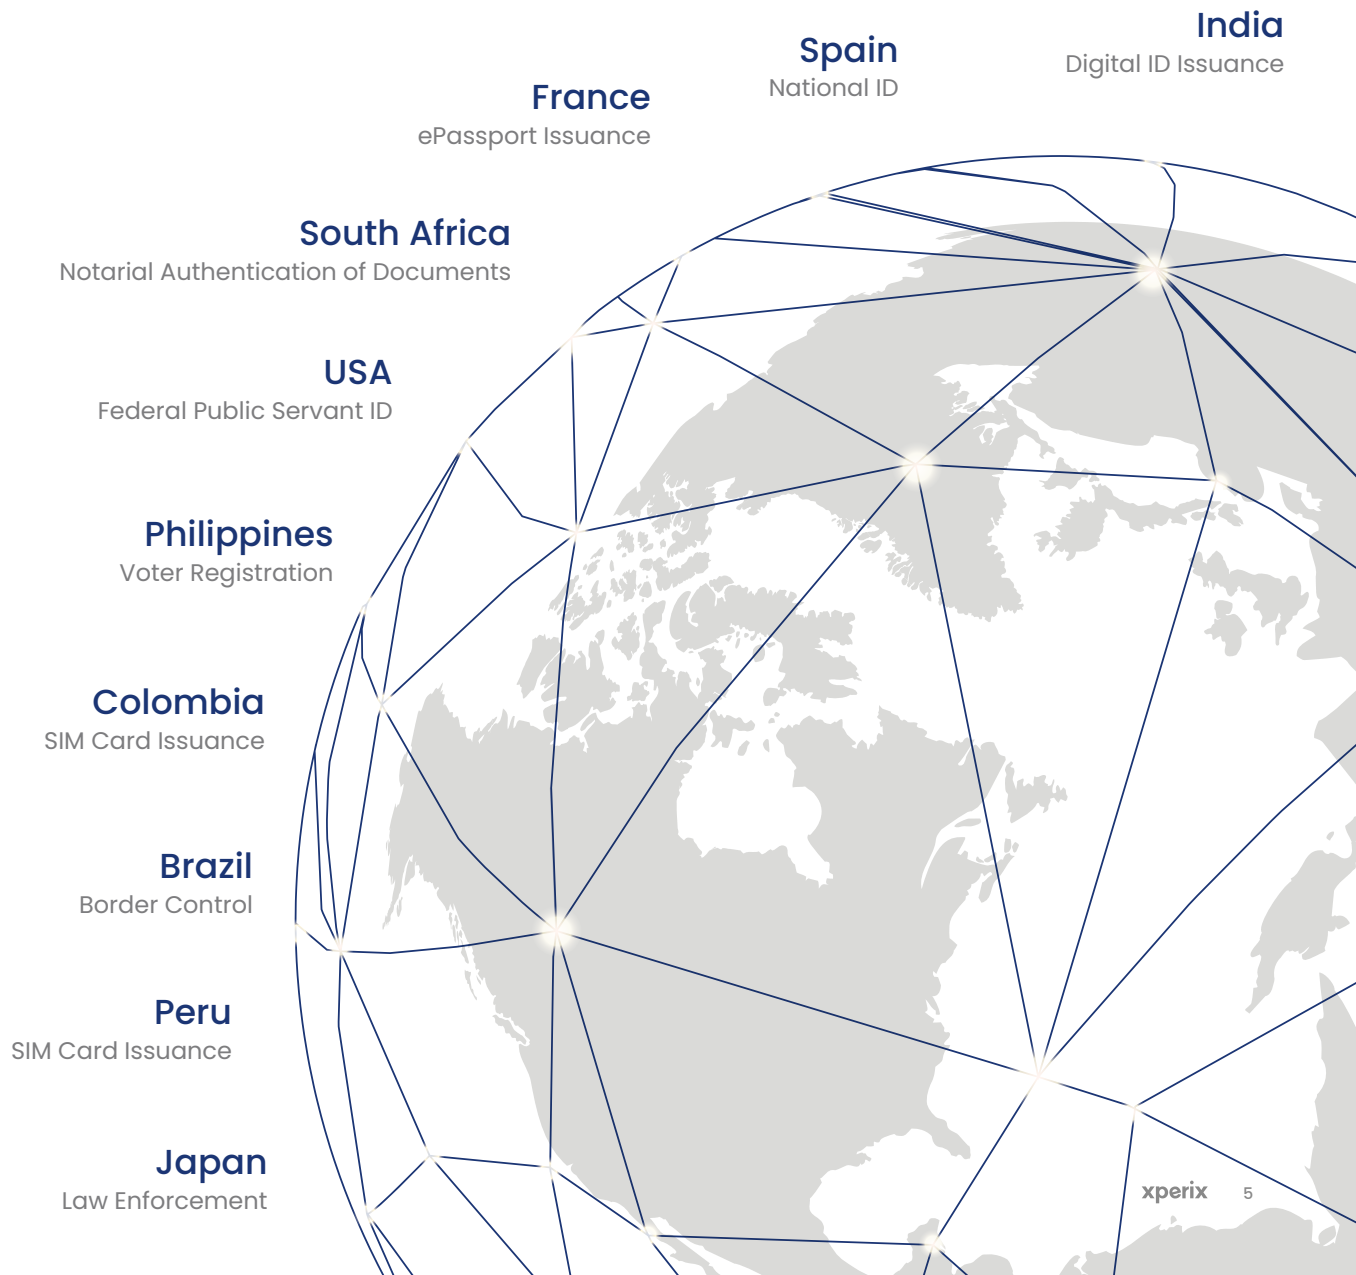 India
Digital ID Issuance
Spain
National ID
France
ePassport Issuance
South Africa
Notarial Authentication of Documents
USA
Federal Public Servant ID
Philippines
Voter Registration
Colombia
SIM Card Issuance
Brazil
Border Control
Peru
SIM Card Issuance
Japan
Law Enforcement
xperix 5